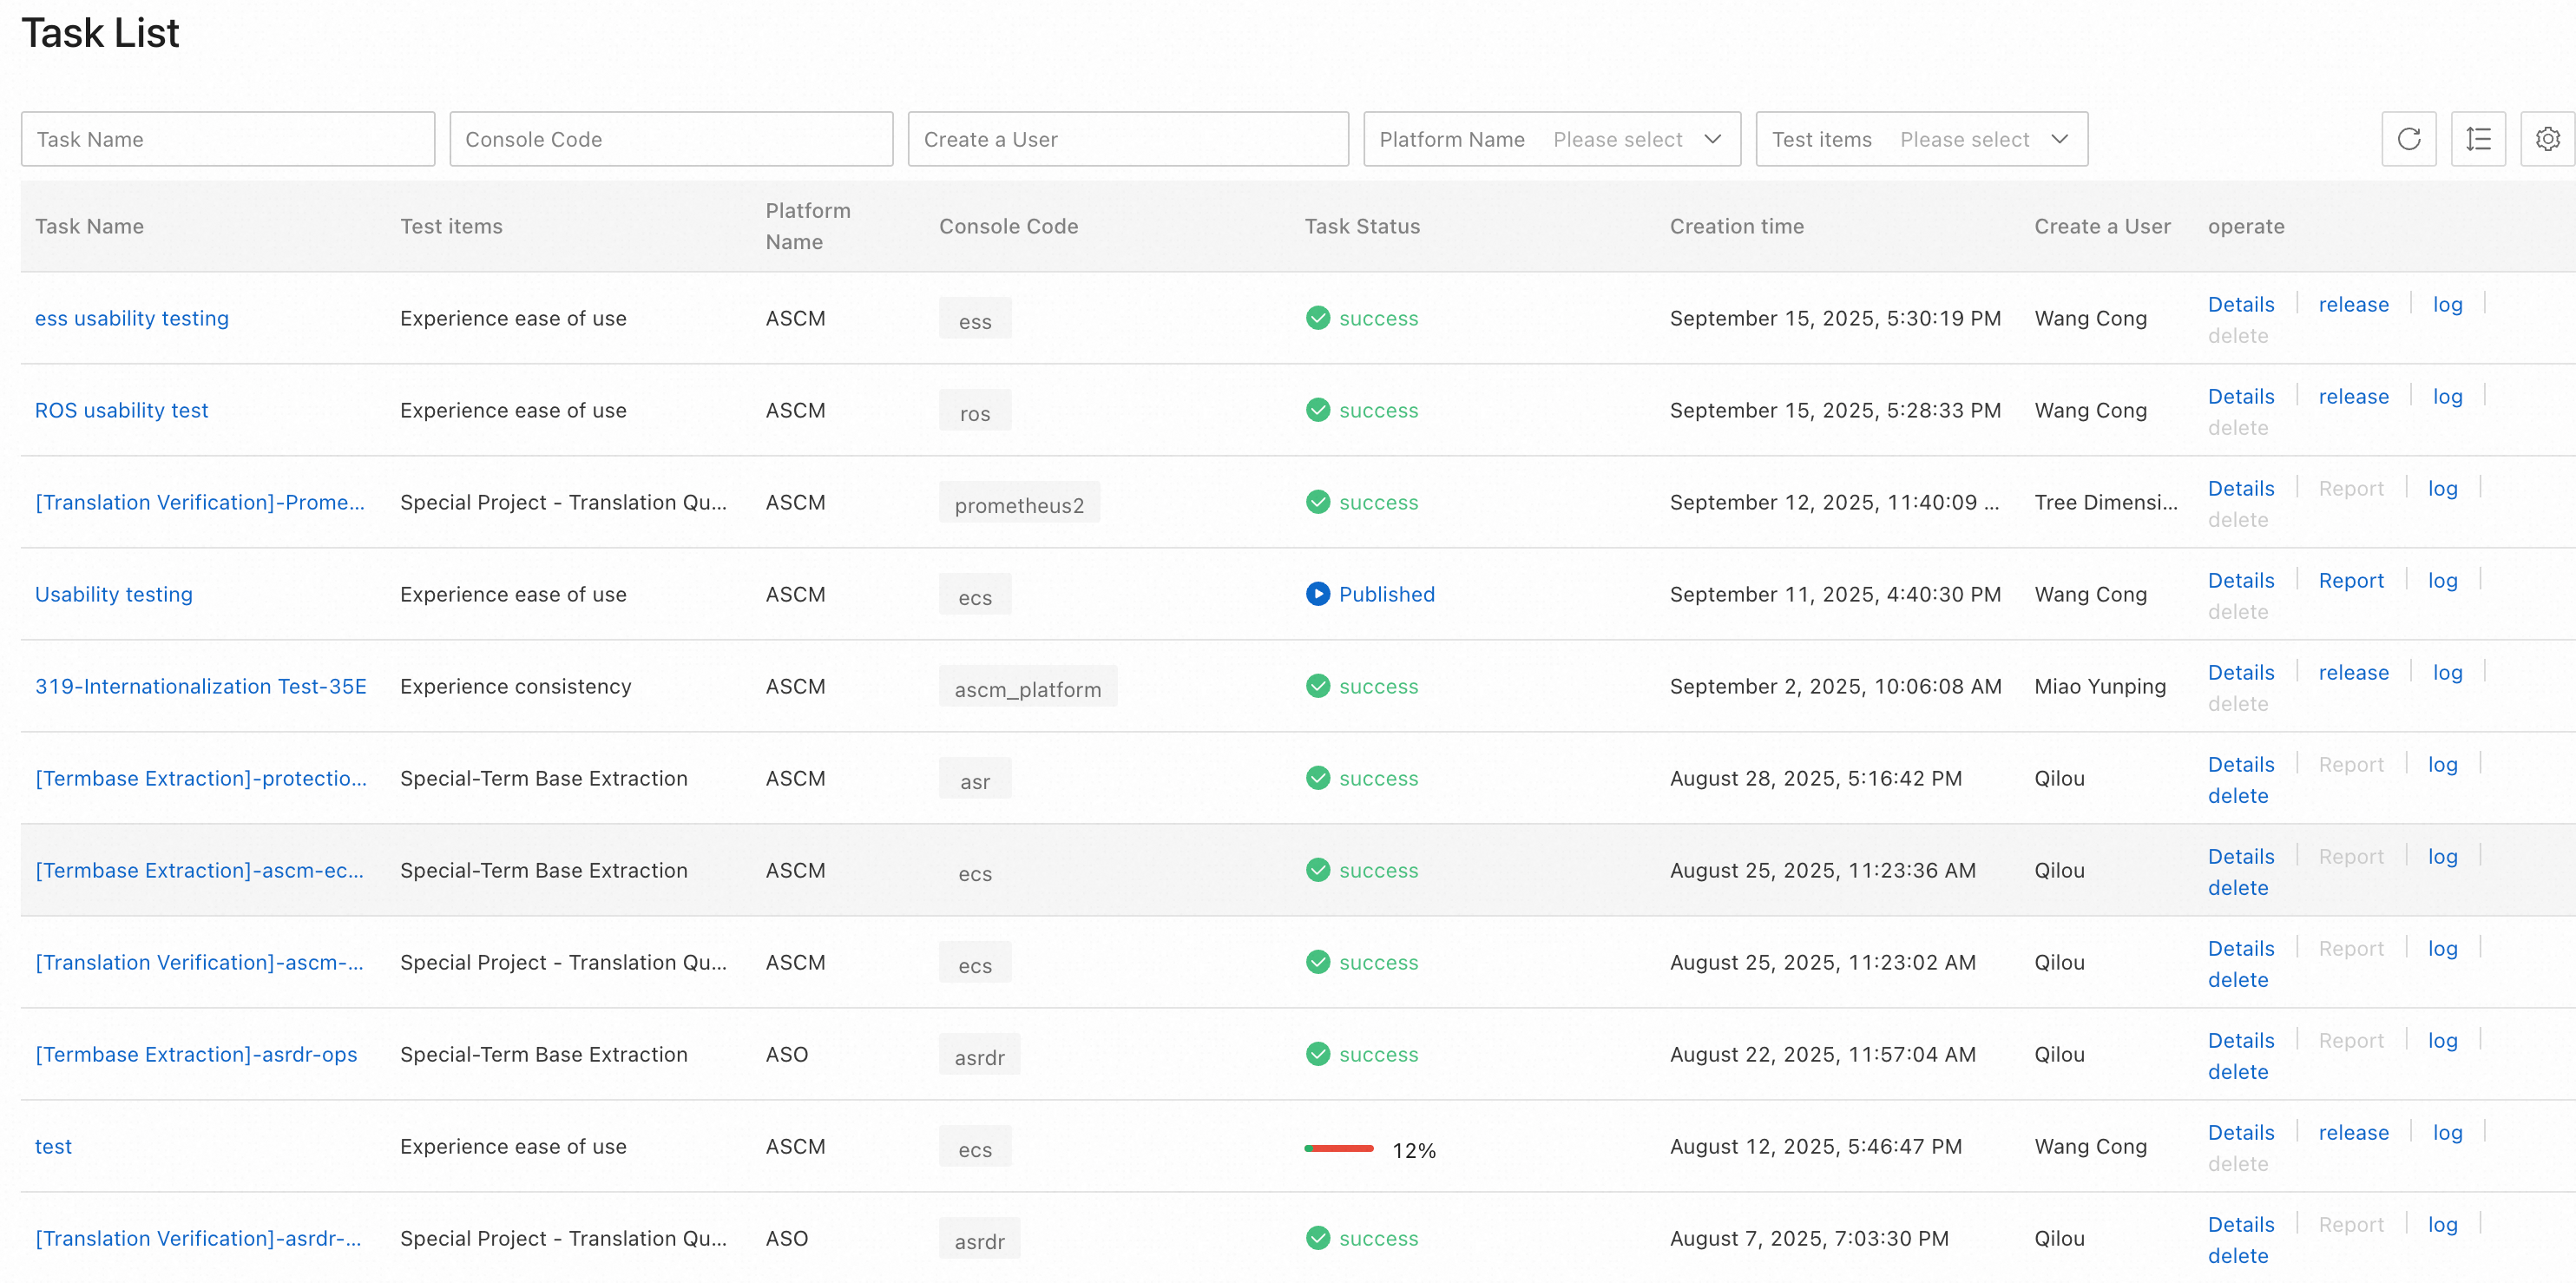 Task List
Task Name
Console Code
Create a User
Platform Name Please select
Test items Please select
Task Name Test items Platform Name Console Code Task Status Creation time Create a User operate
ess usability testing Experience ease of use ASCM ess success September 15, 2025, 5:30:19 PM Wang Cong Details release log
delete
ROS usability test Experience ease of use ASCM ros success September 15, 2025, 5:28:33 PM Wang Cong Details release log
delete
[Translation Verification]-Prome... Special Project - Translation Qu... ASCM prometheus2 success September 12, 2025, 11:40:09 ... Tree Dimensi... Details Report log
delete
Usability testing Experience ease of use ASCM ecs Published September 11, 2025, 4:40:30 PM Wang Cong Details Report log
delete
319-Internationalization Test-35E Experience consistency ASCM ascm_platform success September 2, 2025, 10:06:08 AM Miao Yunping Details release log
delete
[Termbase Extraction]-protectio... Special-Term Base Extraction ASCM asr success August 28, 2025, 5:16:42 PM Qilou Details Report log
delete
[Termbase Extraction]-ascm-ec... Special-Term Base Extraction ASCM ecs success August 25, 2025, 11:23:36 AM Qilou Details Report log
delete
[Translation Verification]-ascm-... Special Project - Translation Qu... ASCM ecs success August 25, 2025, 11:23:02 AM Qilou Details Report log
delete
[Termbase Extraction]-asrdr-ops Special-Term Base Extraction ASO asrdr success August 22, 2025, 11:57:04 AM Qilou Details Report log
delete
test Experience ease of use ASCM ecs 12% August 12, 2025, 5:46:47 PM Wang Cong Details release log
delete
[Translation Verification]-asrdr-... Special Project - Translation Qu... ASO asrdr success August 7, 2025, 7:03:30 PM Qilou Details Report log
delete